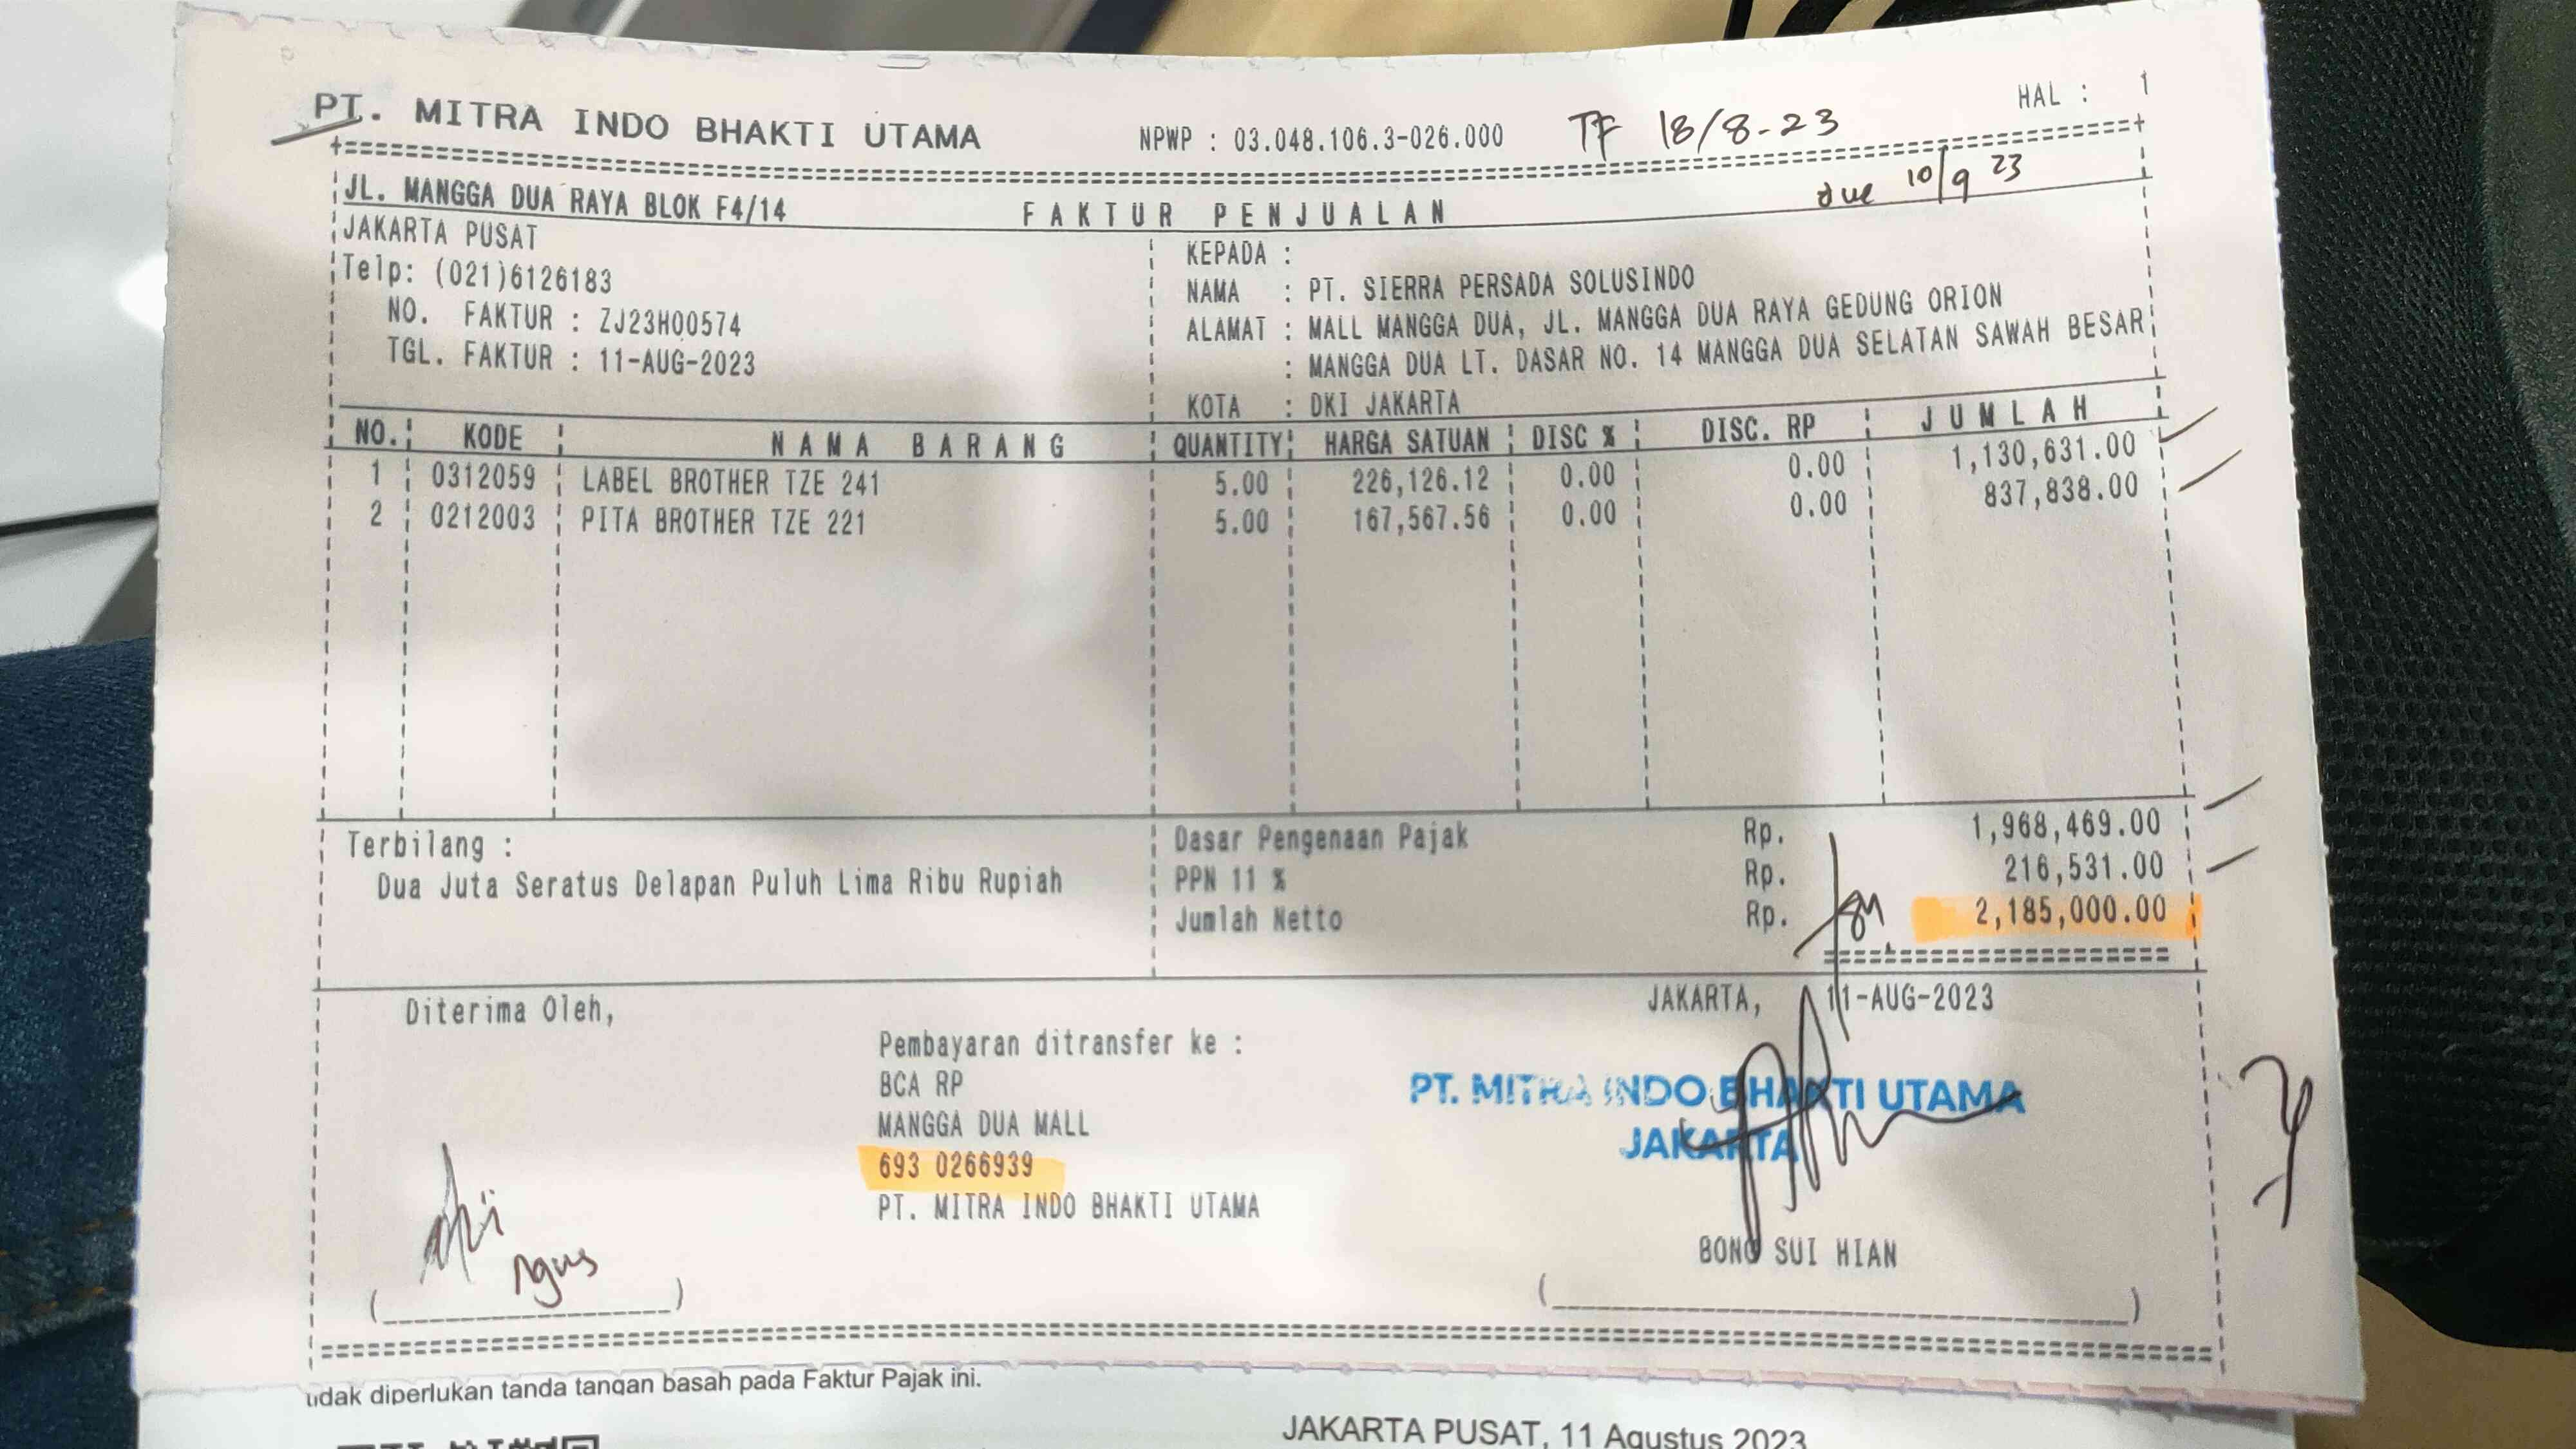 HAL : 1
PT. MITRA INDO BHAKTI UTAMA NPWP : 03.048.106.3-026.000 TF 18/8-23
due 10/9 23
JL. MANGGA DUA RAYA BLOK F4/14 FAKTUR PENJUALAN
JAKARTA PUSAT
Telp: (021)6126183
NO. FAKTUR : ZJ23H00574
TGL. FAKTUR : 11-AUG-2023
KEPADA :
NAMA : PT. SIERRA PERSADA SOLUSINDO
ALAMAT : MALL MANGGA DUA, JL. MANGGA DUA RAYA GEDUNG ORION
: MANGGA DUA LT. DASAR NO. 14 MANGGA DUA SELATAN SAWAH BESAR
KOTA : DKI JAKARTA
NO. KODE NAMA BARANG QUANTITY HARGA SATUAN DISC % DISC. RP JUMLAH
1 0312059 LABEL BROTHER TZE 241 5.00 226,126.12 0.00 0.00 1,130,631.00
2 0212003 PITA BROTHER TZE 221 5.00 167,567.56 0.00 0.00 837,838.00
Terbilang :
Dua Juta Seratus Delapan Puluh Lima Ribu Rupiah
Dasar Pengenaan Pajak Rp. 1,968,469.00
PPN 11 % Rp. 216,531.00
Jumlah Netto Rp. 2,185,000.00
Diterima Oleh,
Agus
Pembayaran ditransfer ke :
BCA RP
MANGGA DUA MALL
693 0266939
PT. MITRA INDO BHAKTI UTAMA
JAKARTA, 11-AUG-2023
PT. MITRA INDO BHAKTI UTAMA
JAKARTA
BONG SUI HIAN
tidak diperlukan tanda tangan basah pada Faktur Pajak ini.
JAKARTA PUSAT, 11 Agustus 2023